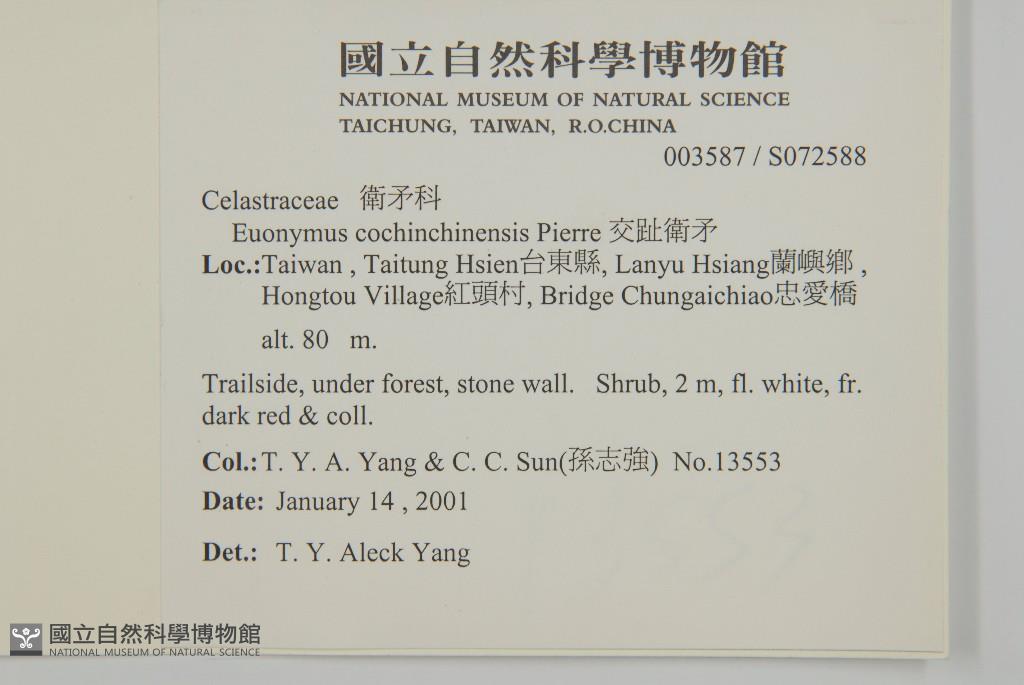 國立自然科學博物館
NATIONAL MUSEUM OF NATURAL SCIENCE
TAICHUNG, TAIWAN, R.O.CHINA
003587 / S072588
Celastraceae 衛矛科
Euonymus cochinchinensis Pierre 交趾衛矛
Loc.:Taiwan , Taitung Hsien台東縣, Lanyu Hsiang蘭嶼鄉 ,
Hongtou Village紅頭村, Bridge Chungaichiao忠愛橋
alt. 80 m.
Trailside, under forest, stone wall. Shrub, 2 m, fl. white, fr.
dark red & coll.
Col.: T. Y. A. Yang & C. C. Sun(孫志強) No.13553
Date: January 14 , 2001
Det.: T. Y. Aleck Yang
國立自然科學博物館
NATIONAL MUSEUM OF NATURAL SCIENCE